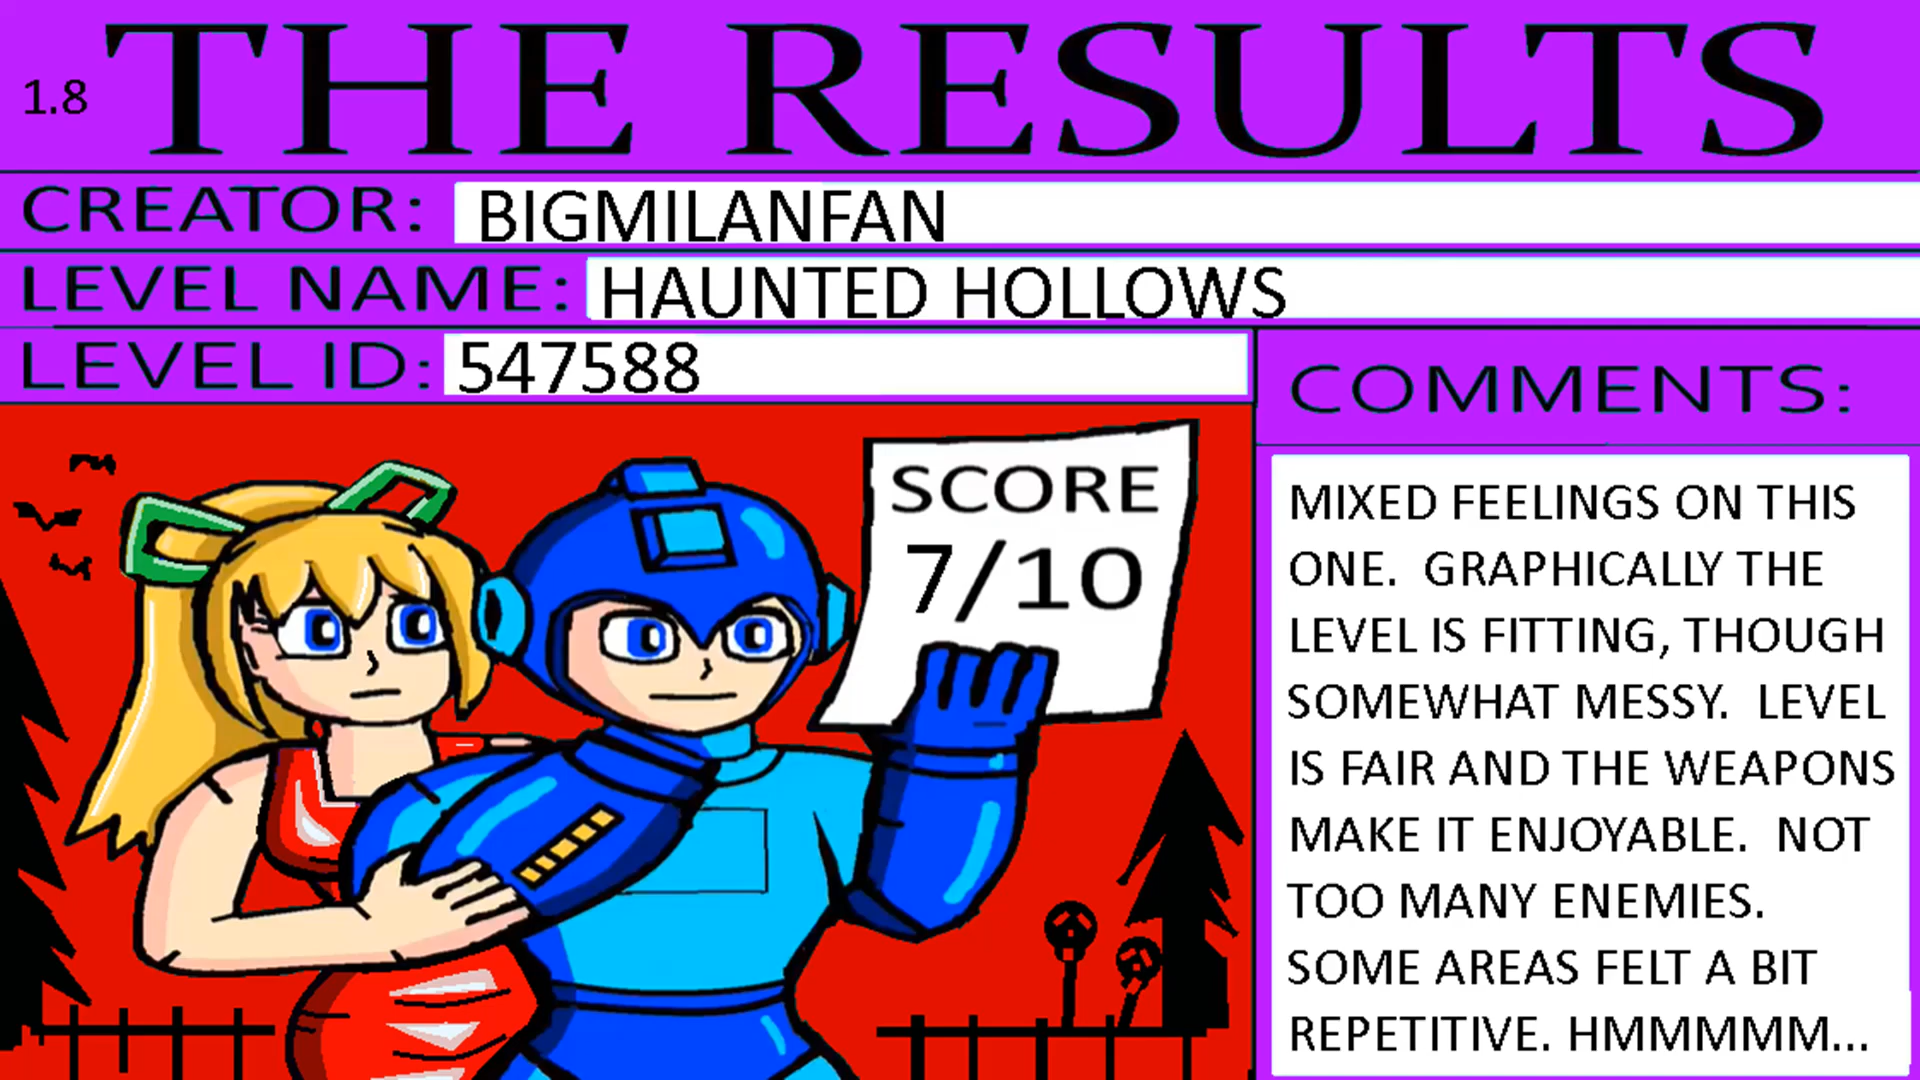 THE RESULTS
1.8
CREATOR: BIGMILANFAN
LEVEL NAME: HAUNTED HOLLOWS
LEVEL ID: 547588
SCORE
7/10
COMMENTS:
MIXED FEELINGS ON THIS
ONE.  GRAPHICALLY THE
LEVEL IS FITTING, THOUGH
SOMEWHAT MESSY.  LEVEL
IS FAIR AND THE WEAPONS
MAKE IT ENJOYABLE.  NOT
TOO MANY ENEMIES.
SOME AREAS FELT A BIT
REPETITIVE. HMMMMM...